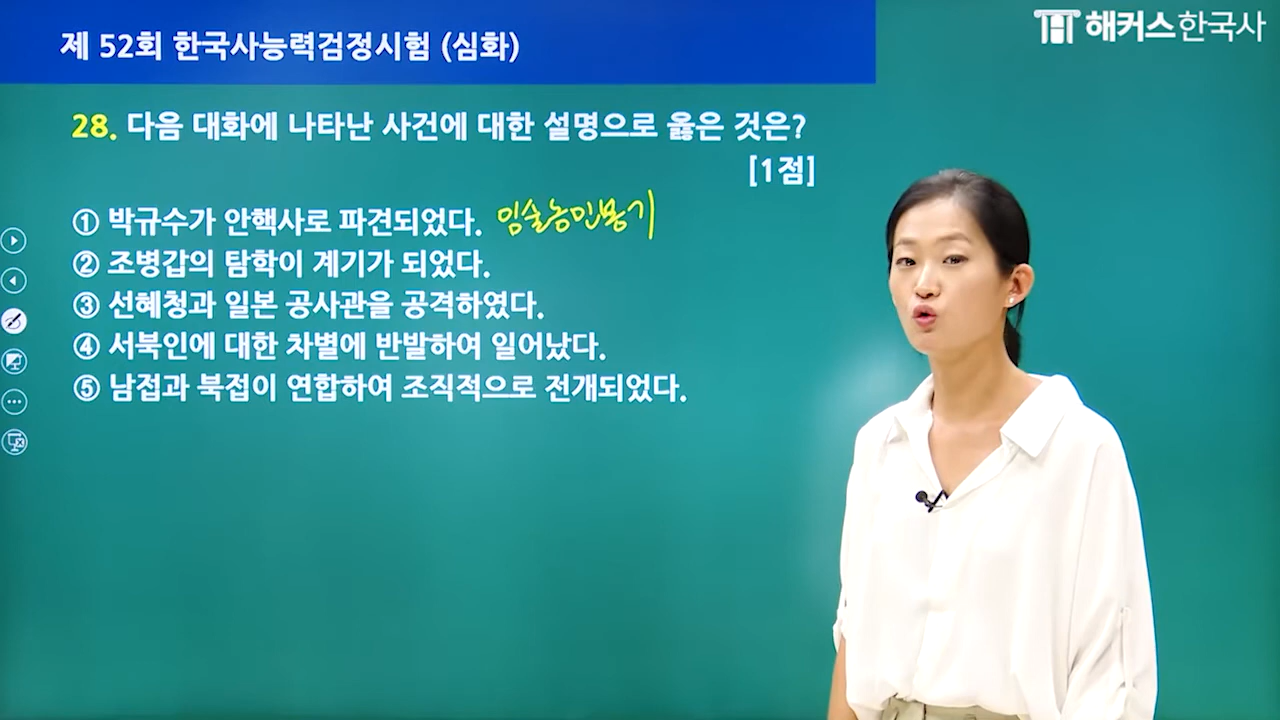 제 52회 한국사능력검정시험 (심화)
해커스한국사
28. 다음 대화에 나타난 사건에 대한 설명으로 옳은 것은?
[1점]
① 박규수가 안핵사로 파견되었다. 임술농민봉기
② 조병갑의 탐학이 계기가 되었다.
③ 선혜청과 일본 공사관을 공격하였다.
④ 서북인에 대한 차별에 반발하여 일어났다.
⑤ 남접과 북접이 연합하여 조직적으로 전개되었다.